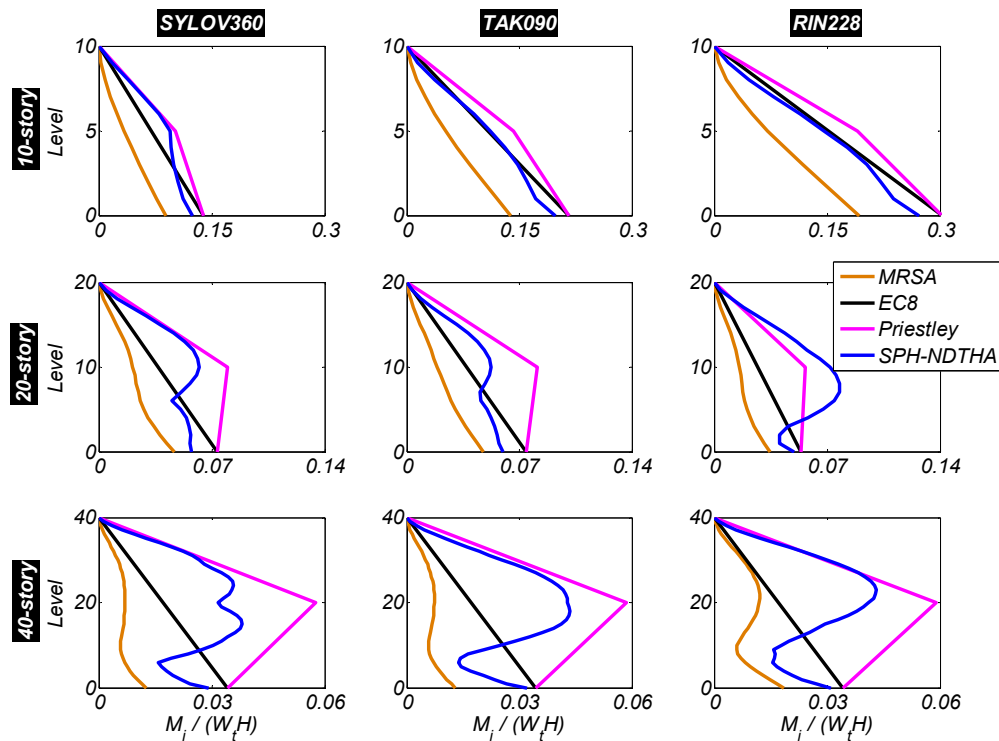 SYLOV360 TAK090 RIN228
10-story
Level
10
5
0
0 0.15 0.3
10
5
0
0 0.15 0.3
10
5
0
0 0.15 0.3
20-story
Level
20
10
0
0 0.07 0.14
20
10
0
0 0.07 0.14
20
10
0
0 0.07 0.14
MRSA
EC8
Priestley
SPH-NDTHA
40-story
Level
40
20
0
0 0.03 0.06
M_i / (W_tH)
40
20
0
0 0.03 0.06
M_i / (W_tH)
40
20
0
0 0.03 0.06
M_i / (W_tH)